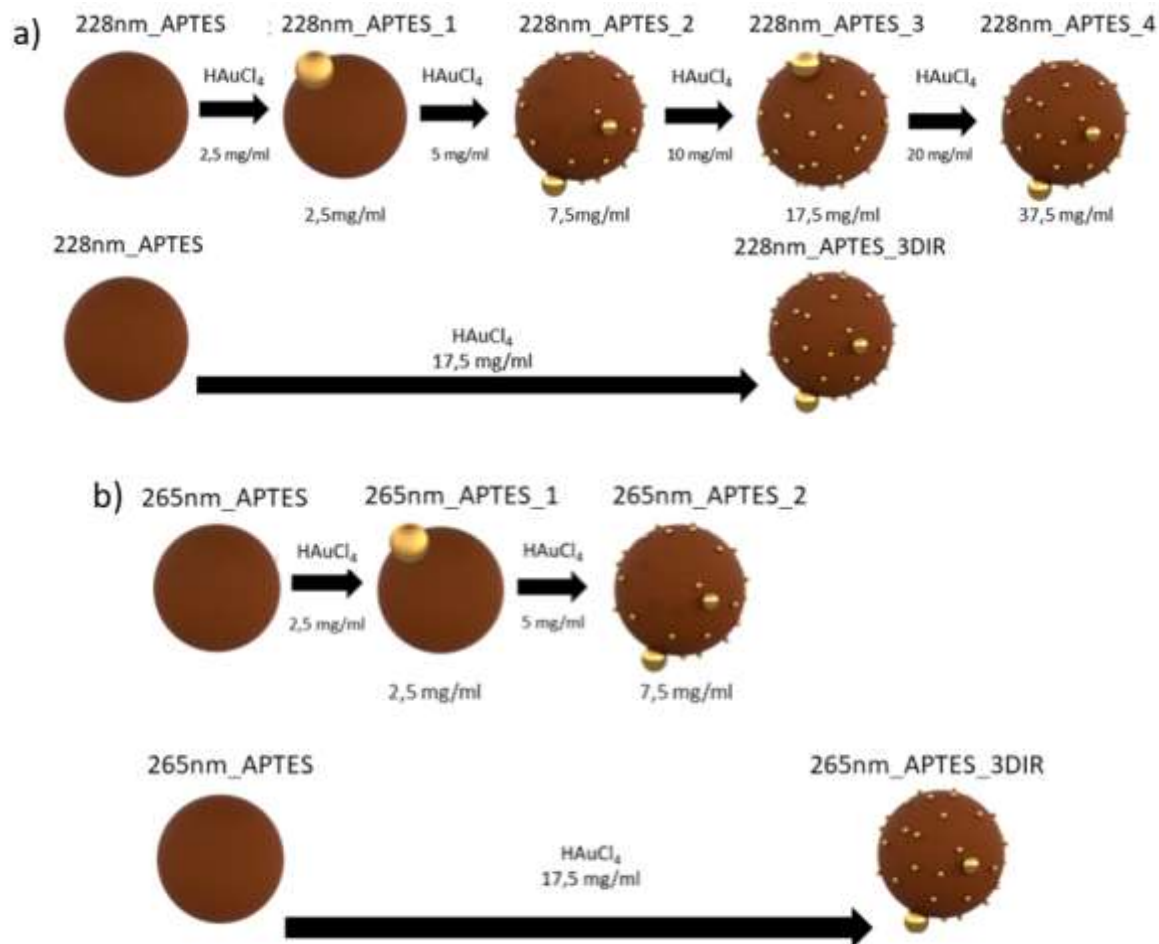 a)
228nm_APTES
228nm_APTES_1
228nm_APTES_2
228nm_APTES_3
228nm_APTES_4
HAuCl₄
2,5 mg/ml
HAuCl₄
5 mg/ml
HAuCl₄
10 mg/ml
HAuCl₄
20 mg/ml
2,5mg/ml
7,5mg/ml
17,5 mg/ml
37,5 mg/ml
228nm_APTES
228nm_APTES_3DIR
HAuCl₄
17,5 mg/ml
b)
265nm_APTES
265nm_APTES_1
265nm_APTES_2
HAuCl₄
2,5 mg/ml
HAuCl₄
5 mg/ml
2,5 mg/ml
7,5 mg/ml
265nm_APTES
265nm_APTES_3DIR
HAuCl₄
17,5 mg/ml